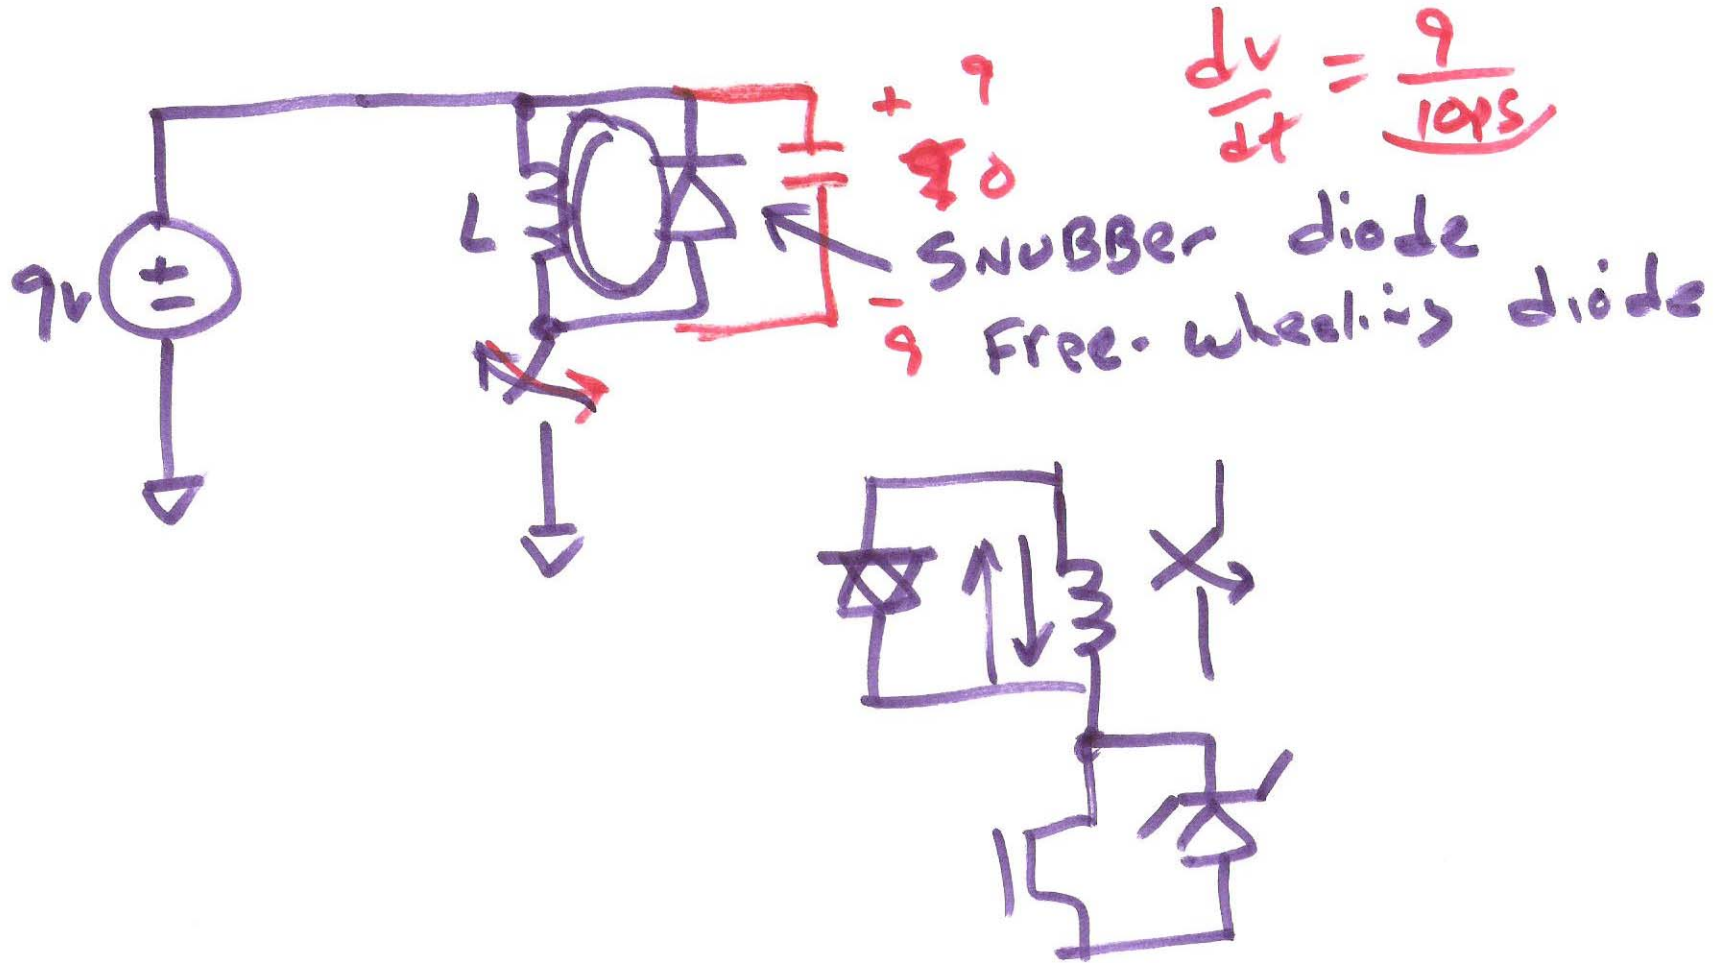 dv/dt = 9/10ps
+ 9
0
L
SNUBBer diode
9v
+
-
Free-wheeling diode
9